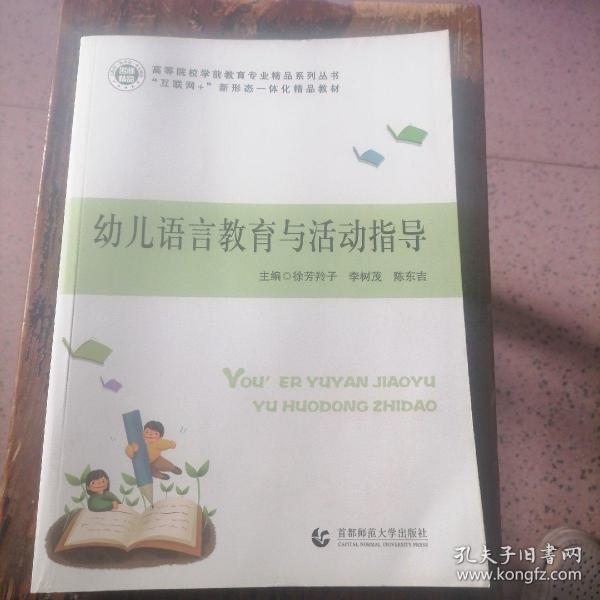 高等院校学前教育专业精品系列丛书
“互联网+”新形态一体化精品教材
幼儿语言教育与活动指导
主编◎徐芳羚子 李树茂 陈东吉
YOU'ER YUYAN JIAOYU
YU HUODONG ZHIDAO
首都师范大学出版社
CAPITAL NORMAL UNIVERSITY PRESS
孔夫子旧书网
www.kongfz.com